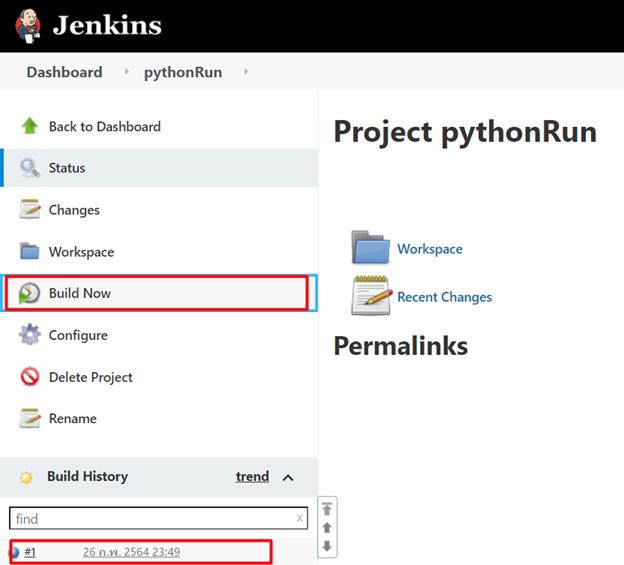 Jenkins
Dashboard pythonRun
Back to Dashboard
Status
Changes
Workspace
Build Now
Configure
Delete Project
Rename
Build History trend
find x
#1 26 ก.พ. 2564 23:49
Project pythonRun
Workspace
Recent Changes
Permalinks